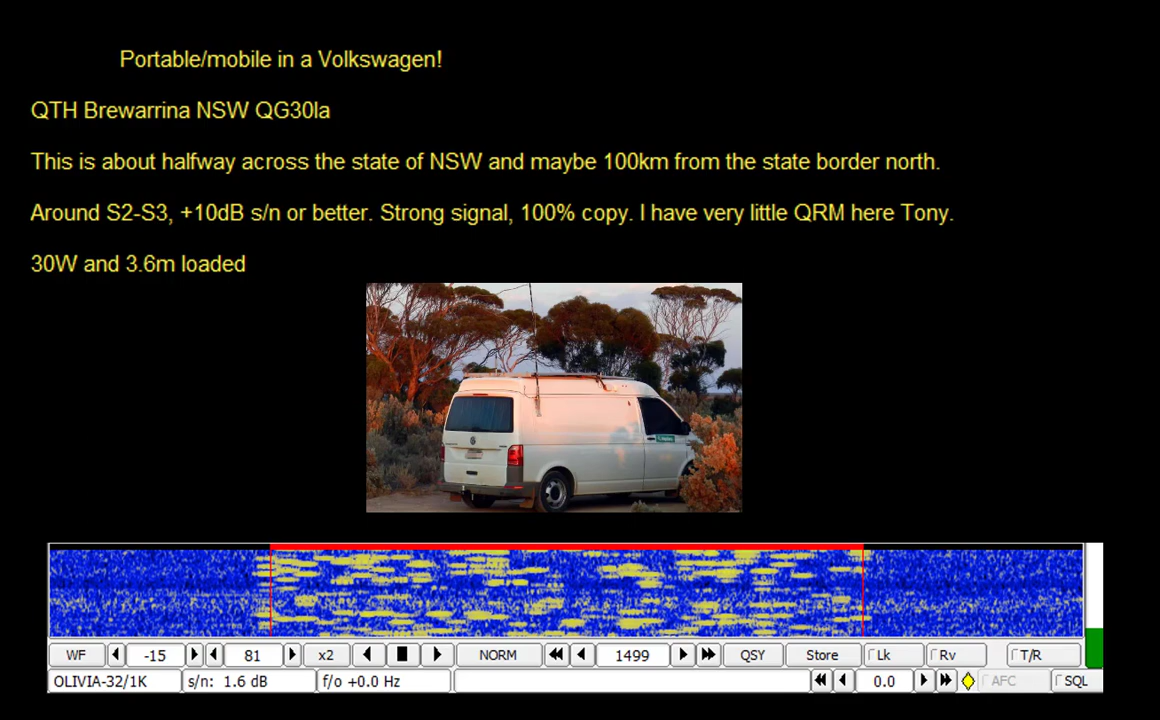 Portable/mobile in a Volkswagen!
QTH Brewarrina NSW QG30la
This is about halfway across the state of NSW and maybe 100km from the state border north.
Around S2-S3, +10dB s/n or better. Strong signal, 100% copy. I have very little QRM here Tony.
30W and 3.6m loaded
WF -15 81 x2 NORM 1499 QSY Store Lk Rv T/R
OLIVIA-32/1K s/n: 1.6 dB f/o +0.0 Hz 0.0 AFC SQL